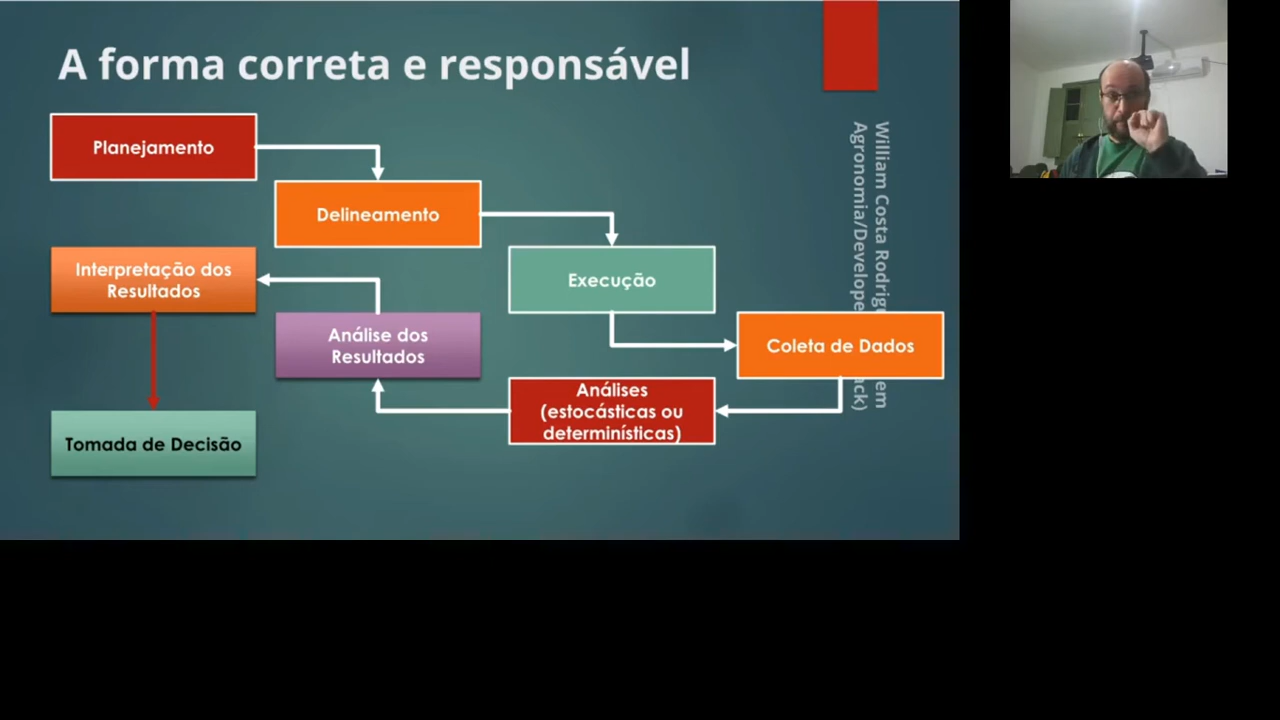 A forma correta e responsável
Planejamento
Delineamento
Execução
Coleta de Dados
Análises
(estocásticas ou
determinísticas)
Análise dos
Resultados
Interpretação dos
Resultados
Tomada de Decisão
William Costa
em
Agronomia/Develope